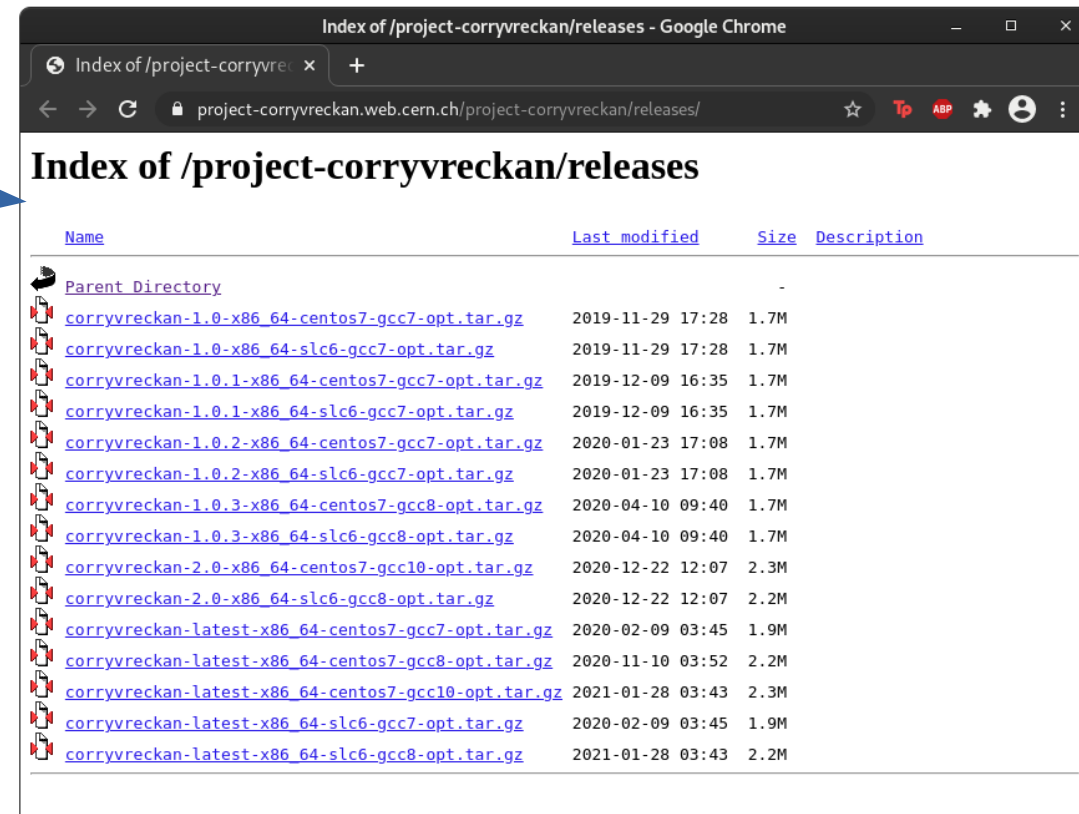 Index of /project-corryvreckan/releases - Google Chrome
Index of /project-corryvrec
project-corryvreckan.web.cern.ch/project-corryvreckan/releases/ Tp ABP
Index of /project-corryvreckan/releases
Name Last modified Size Description
Parent Directory -
corryvreckan-1.0-x86_64-centos7-gcc7-opt.tar.gz 2019-11-29 17:28 1.7M
corryvreckan-1.0-x86_64-slc6-gcc7-opt.tar.gz 2019-11-29 17:28 1.7M
corryvreckan-1.0.1-x86_64-centos7-gcc7-opt.tar.gz 2019-12-09 16:35 1.7M
corryvreckan-1.0.1-x86_64-slc6-gcc7-opt.tar.gz 2019-12-09 16:35 1.7M
corryvreckan-1.0.2-x86_64-centos7-gcc7-opt.tar.gz 2020-01-23 17:08 1.7M
corryvreckan-1.0.2-x86_64-slc6-gcc7-opt.tar.gz 2020-01-23 17:08 1.7M
corryvreckan-1.0.3-x86_64-centos7-gcc8-opt.tar.gz 2020-04-10 09:40 1.7M
corryvreckan-1.0.3-x86_64-slc6-gcc8-opt.tar.gz 2020-04-10 09:40 1.7M
corryvreckan-2.0-x86_64-centos7-gcc10-opt.tar.gz 2020-12-22 12:07 2.3M
corryvreckan-2.0-x86_64-slc6-gcc8-opt.tar.gz 2020-12-22 12:07 2.2M
corryvreckan-latest-x86_64-centos7-gcc7-opt.tar.gz 2020-02-09 03:45 1.9M
corryvreckan-latest-x86_64-centos7-gcc8-opt.tar.gz 2020-11-10 03:52 2.2M
corryvreckan-latest-x86_64-centos7-gcc10-opt.tar.gz 2021-01-28 03:43 2.3M
corryvreckan-latest-x86_64-slc6-gcc7-opt.tar.gz 2020-02-09 03:45 1.9M
corryvreckan-latest-x86_64-slc6-gcc8-opt.tar.gz 2021-01-28 03:43 2.2M